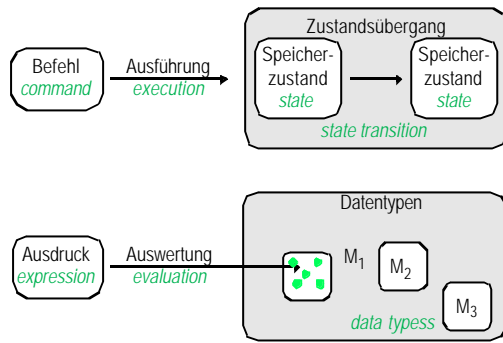 Zustandsübergang
Befehl
command
Ausführung
execution
Speicher-
zustand
state
Speicher-
zustand
state
state transition
Datentypen
Ausdruck
expression
Auswertung
evaluation
M1
M2
M3
data typess